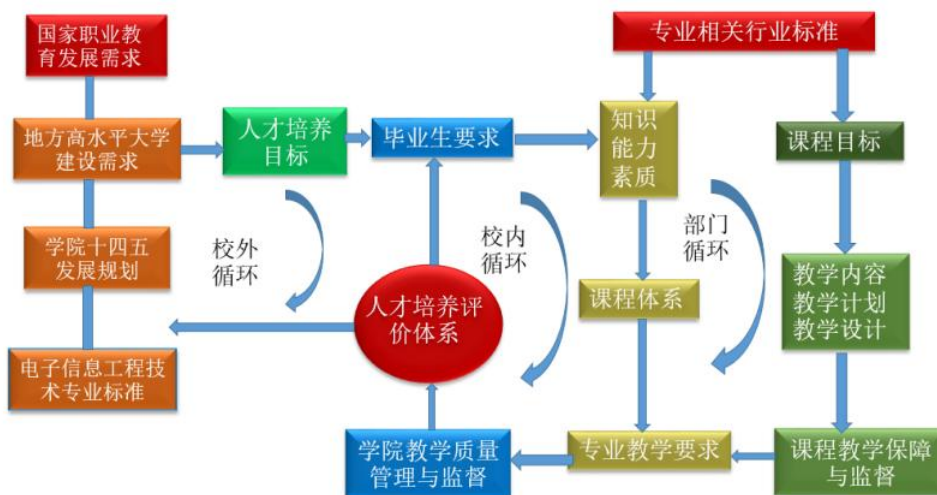 国家职业教
育发展需求
地方高水平大学
建设需求
学院十四五
发展规划
电子信息工程技
术专业标准
人才培养
目标
毕业生要求
校外
循环
人才培养评
价体系
学院教学质量
管理与监督
校内
循环
专业相关行业标准
知识
能力
素质
课程体系
专业教学要求
部门
循环
课程目标
教学内容
教学计划
教学设计
课程教学保障
与监督